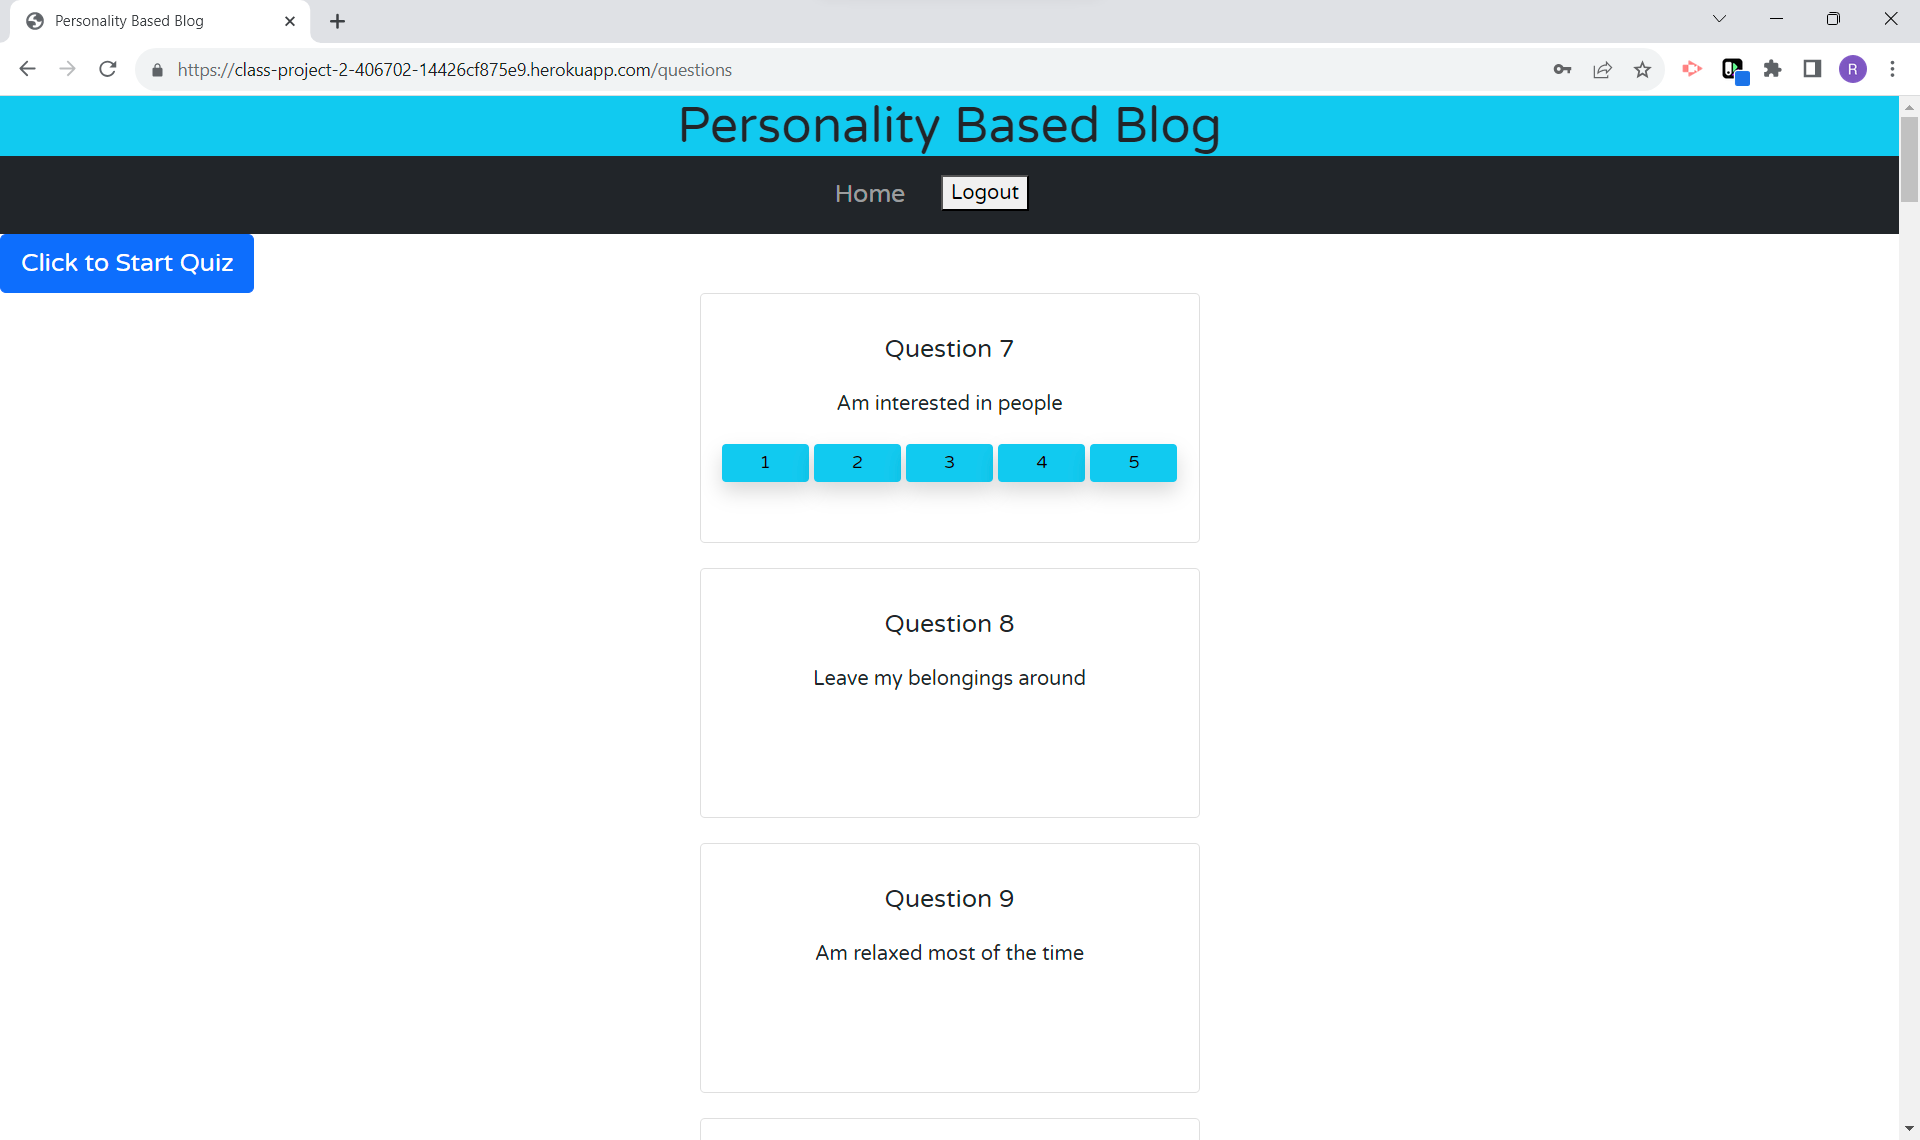 Personality Based Blog
https://class-project-2-406702-14426cf875e9.herokuapp.com/questions
R
Personality Based Blog
Home Logout
Click to Start Quiz
Question 7
Am interested in people
1 2 3 4 5
Question 8
Leave my belongings around
Question 9
Am relaxed most of the time